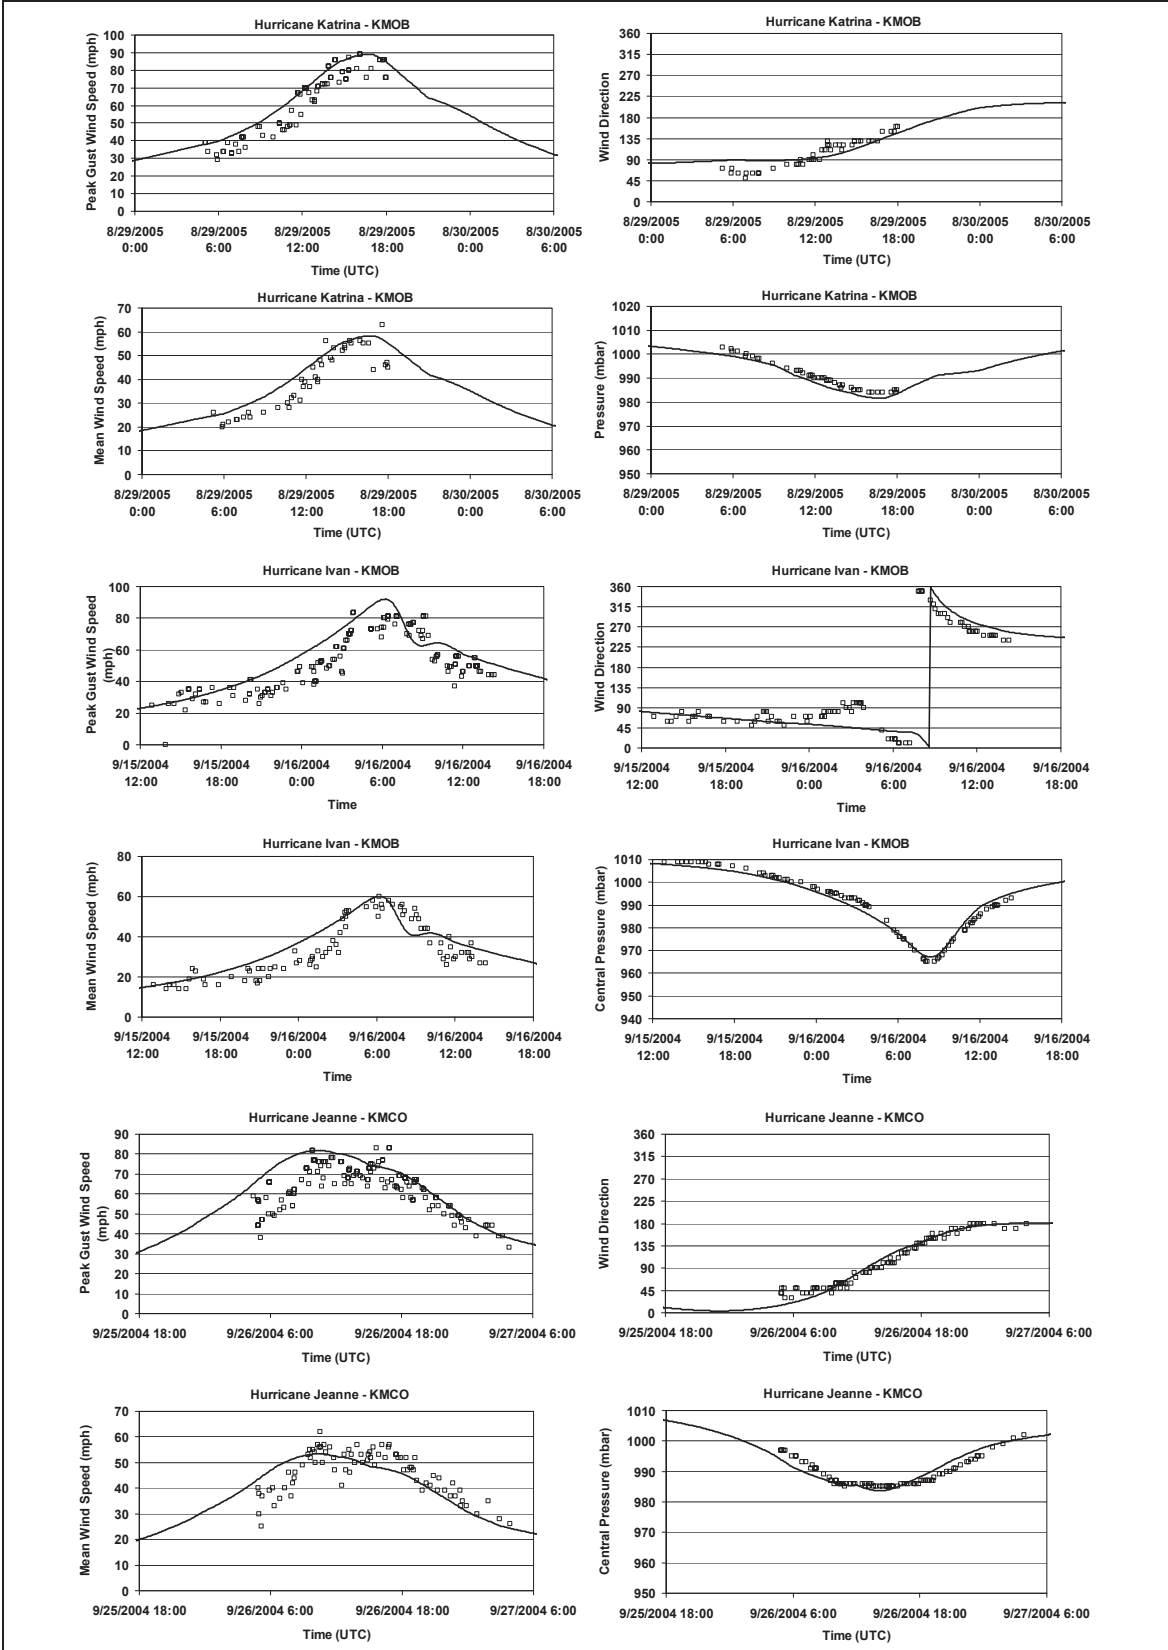 Hurricane Katrina - KMOB
Peak Gust Wind Speed (mph)
100
90
80
70
60
50
40
30
20
10
0
8/29/2005 8/29/2005 8/29/2005 8/29/2005 8/30/2005 8/30/2005
0:00 6:00 12:00 18:00 0:00 6:00
Time (UTC)
Hurricane Katrina - KMOB
Wind Direction
360
315
270
225
180
135
90
45
0
8/29/2005 8/29/2005 8/29/2005 8/29/2005 8/30/2005 8/30/2005
0:00 6:00 12:00 18:00 0:00 6:00
Time (UTC)
Hurricane Katrina - KMOB
Mean Wind Speed (mph)
70
60
50
40
30
20
10
0
8/29/2005 8/29/2005 8/29/2005 8/29/2005 8/30/2005 8/30/2005
0:00 6:00 12:00 18:00 0:00 6:00
Time (UTC)
Hurricane Katrina - KMOB
Pressure (mbar)
1020
1010
1000
990
980
970
960
950
8/29/2005 8/29/2005 8/29/2005 8/29/2005 8/30/2005 8/30/2005
0:00 6:00 12:00 18:00 0:00 6:00
Time (UTC)
Hurricane Ivan - KMOB
Peak Gust Wind Speed
(mph)
100
80
60
40
20
0
9/15/2004 9/15/2004 9/16/2004 9/16/2004 9/16/2004 9/16/2004
12:00 18:00 0:00 6:00 12:00 18:00
Time
Hurricane Ivan - KMOB
Wind Direction
360
315
270
225
180
135
90
45
0
9/15/2004 9/15/2004 9/16/2004 9/16/2004 9/16/2004 9/16/2004
12:00 18:00 0:00 6:00 12:00 18:00
Time
Hurricane Ivan - KMOB
Mean Wind Speed (mph)
80
60
40
20
0
9/15/2004 9/15/2004 9/16/2004 9/16/2004 9/16/2004 9/16/2004
12:00 18:00 0:00 6:00 12:00 18:00
Time
Hurricane Ivan - KMOB
Central Pressure (mbar)
1010
1000
990
980
970
960
950
940
9/15/2004 9/15/2004 9/16/2004 9/16/2004 9/16/2004 9/16/2004
12:00 18:00 0:00 6:00 12:00 18:00
Time
Hurricane Jeanne - KMCO
Peak Gust Wind Speed
(mph)
90
80
70
60
50
40
30
20
10
0
9/25/2004 18:00 9/26/2004 6:00 9/26/2004 18:00 9/27/2004 6:00
Time (UTC)
Hurricane Jeanne - KMCO
Wind Direction
360
315
270
225
180
135
90
45
0
9/25/2004 18:00 9/26/2004 6:00 9/26/2004 18:00 9/27/2004 6:00
Time (UTC)
Hurricane Jeanne - KMCO
Mean Wind Speed (mph)
70
60
50
40
30
20
10
0
9/25/2004 18:00 9/26/2004 6:00 9/26/2004 18:00 9/27/2004 6:00
Time (UTC)
Hurricane Jeanne - KMCO
Central Pressure (mbar)
1010
1000
990
980
970
960
950
9/25/2004 18:00 9/26/2004 6:00 9/26/2004 18:00 9/27/2004 6:00
Time (UTC)